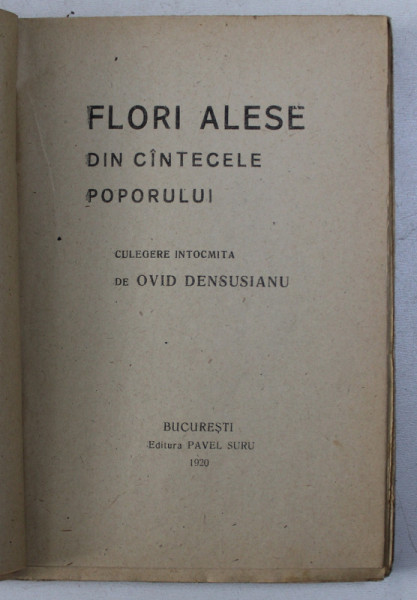 FLORI ALESE
DIN CÎNTECELE
POPORULUI
CULEGERE INTOCMITA
DE OVID DENSUSIANU
BUCUREȘTI
Editura PAVEL SURU
1920